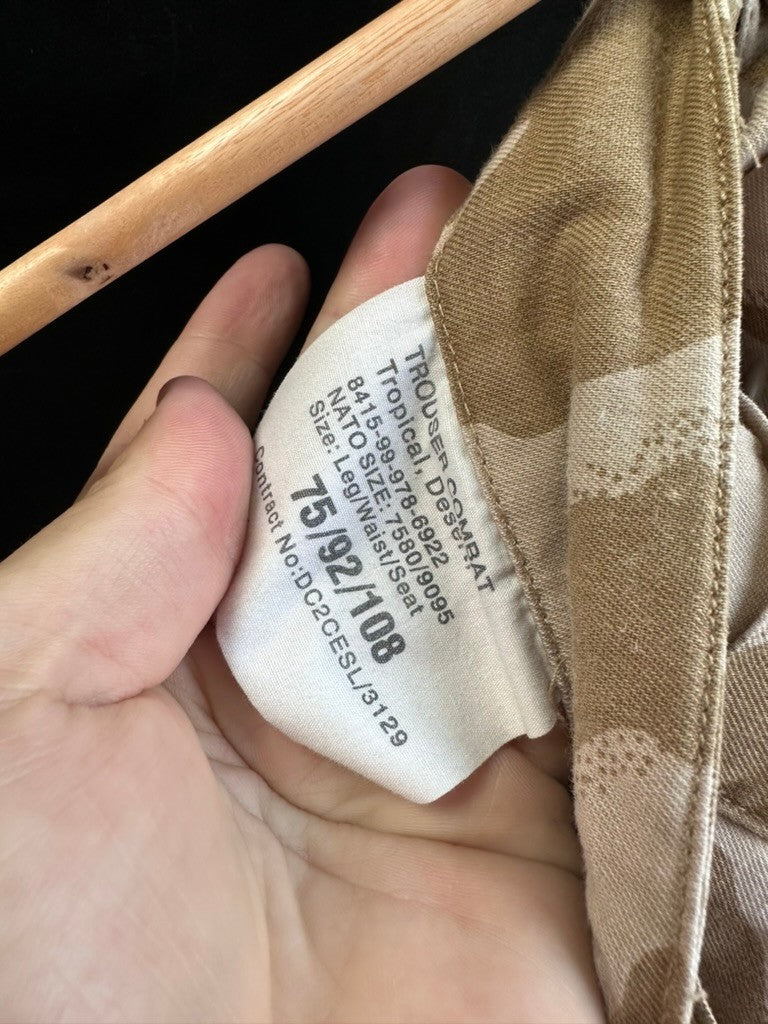 TROUSER COMBAT
Tropical, Desert
8415-99-978-6922
NATO SIZE: 7580/9095
Size: Leg/Waist/Seat
75/92/108
Contract No:DC2CESL/3129